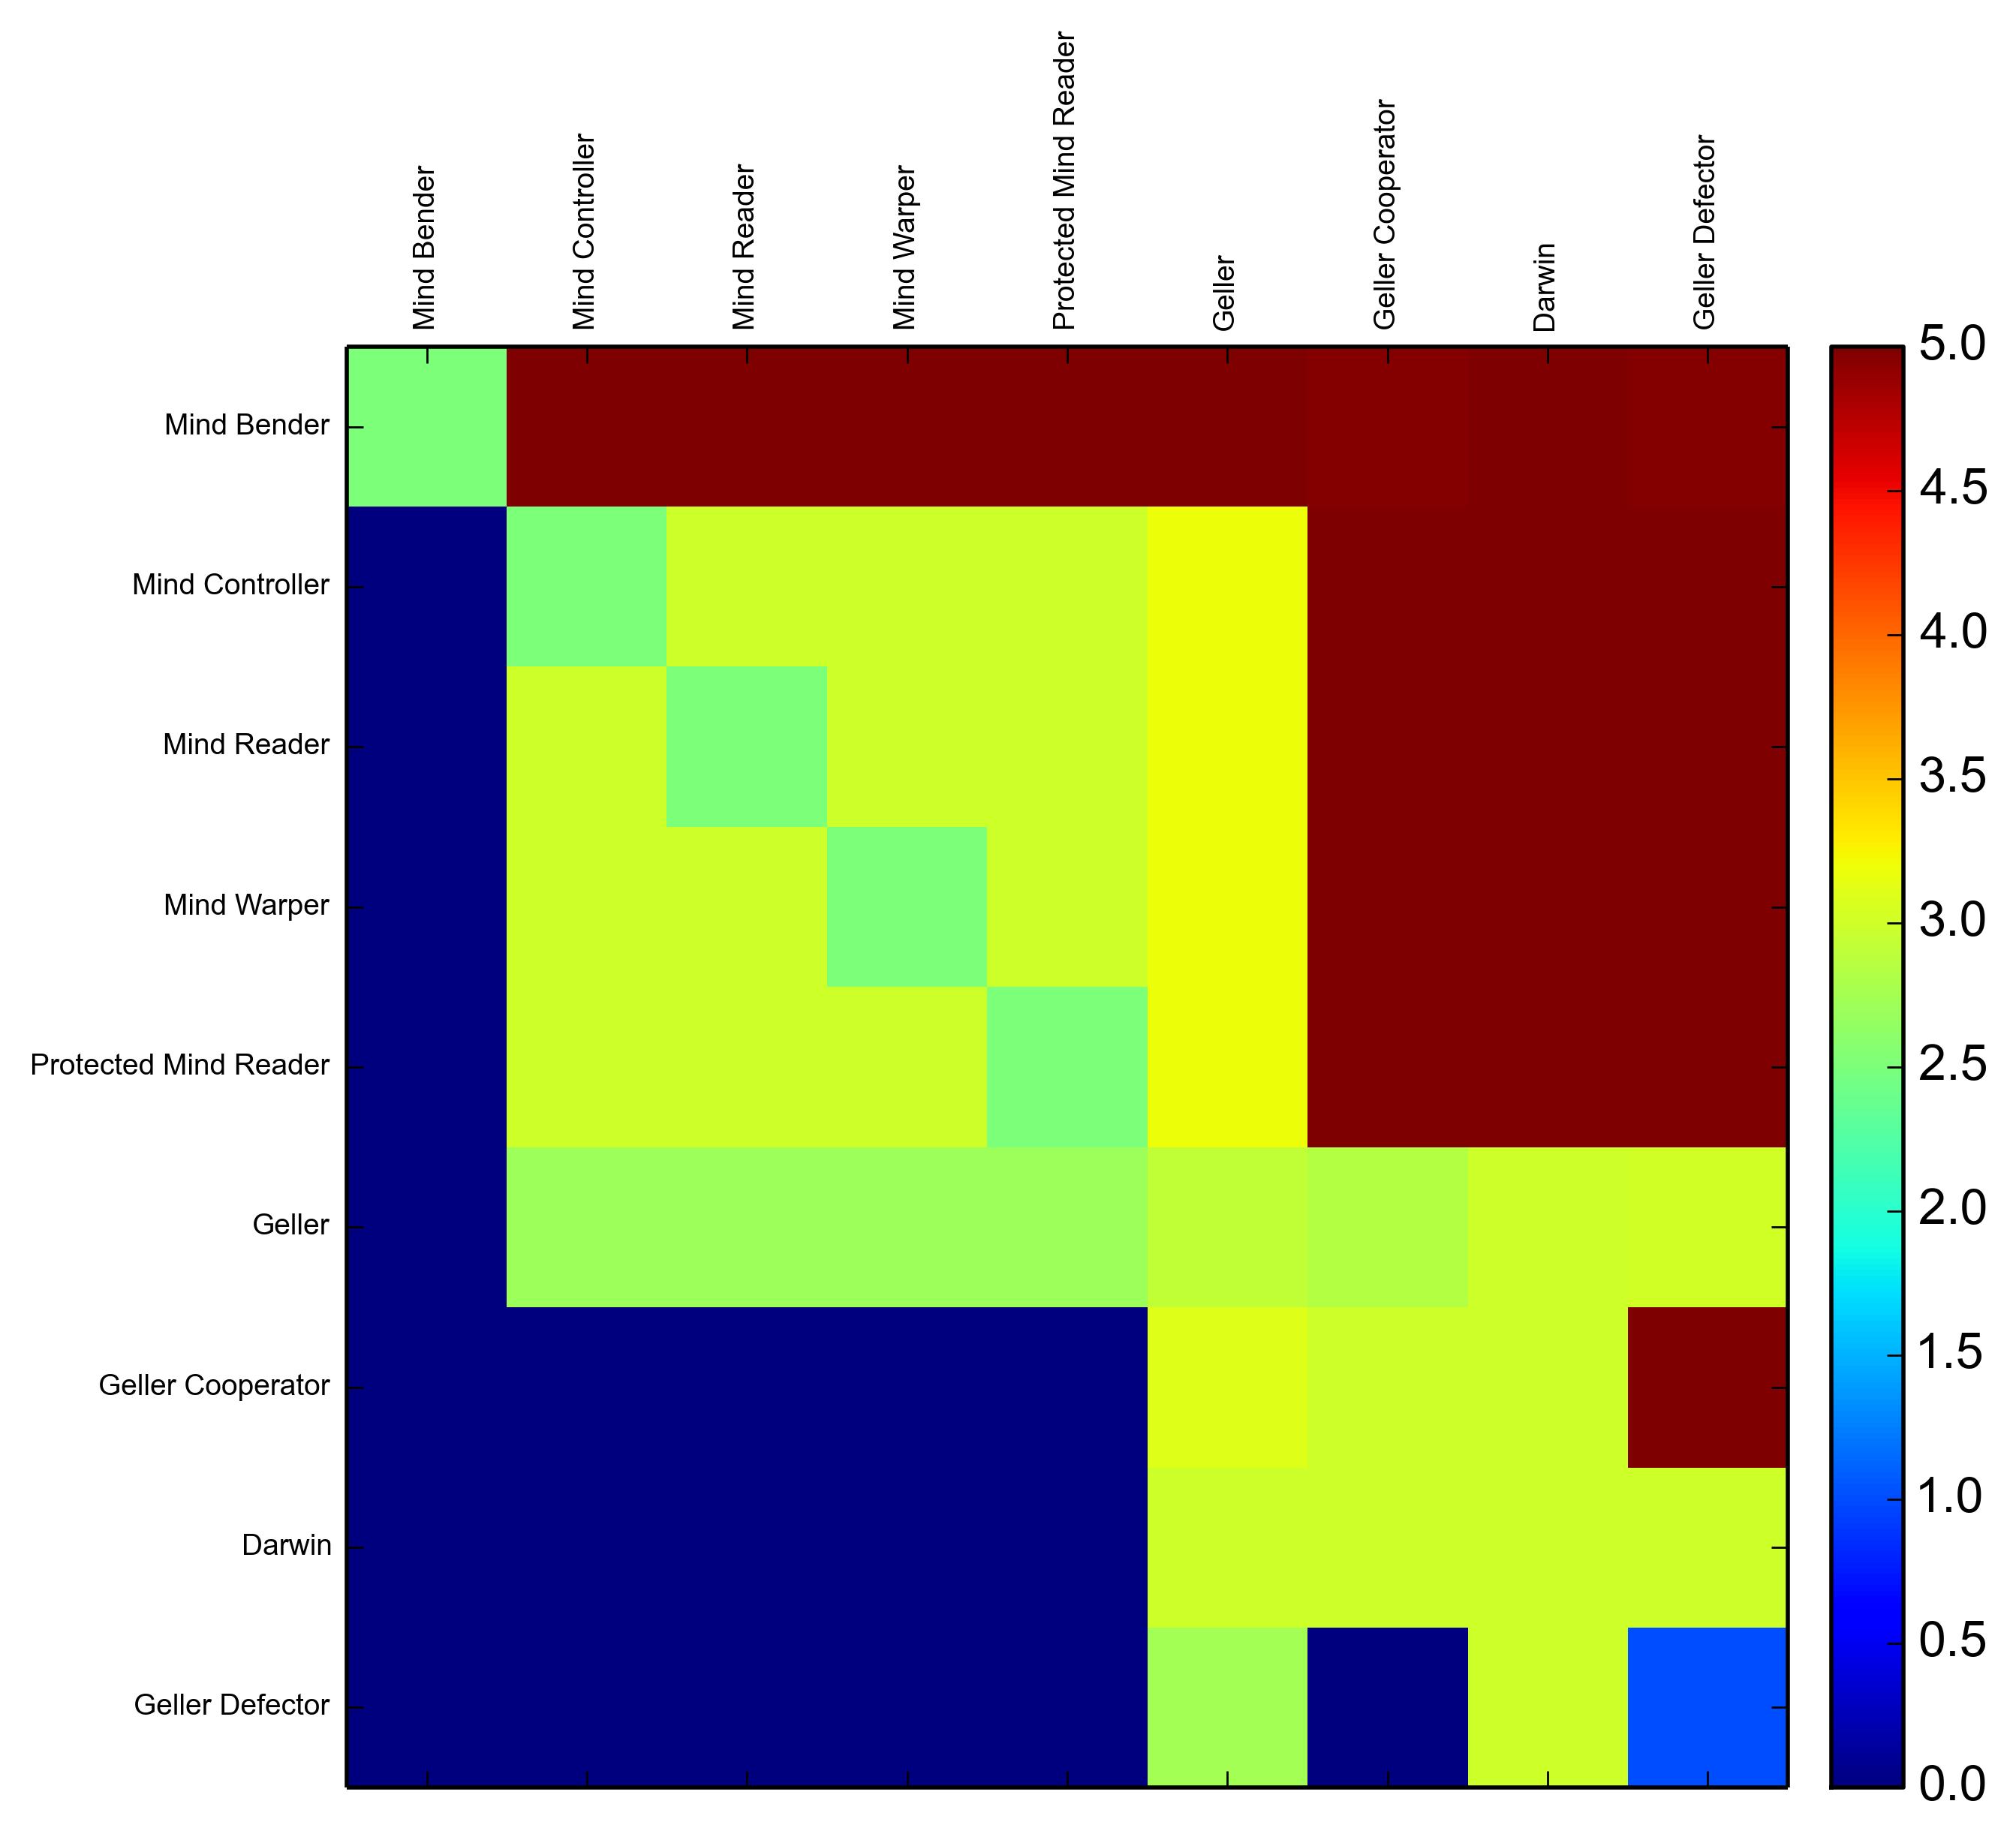 Mind Bender
Mind Controller
Mind Reader
Mind Warper
Protected Mind Reader
Geller
Geller Cooperator
Darwin
Geller Defector
Mind Bender
Mind Controller
Mind Reader
Mind Warper
Protected Mind Reader
Geller
Geller Cooperator
Darwin
Geller Defector
5.0
4.5
4.0
3.5
3.0
2.5
2.0
1.5
1.0
0.5
0.0